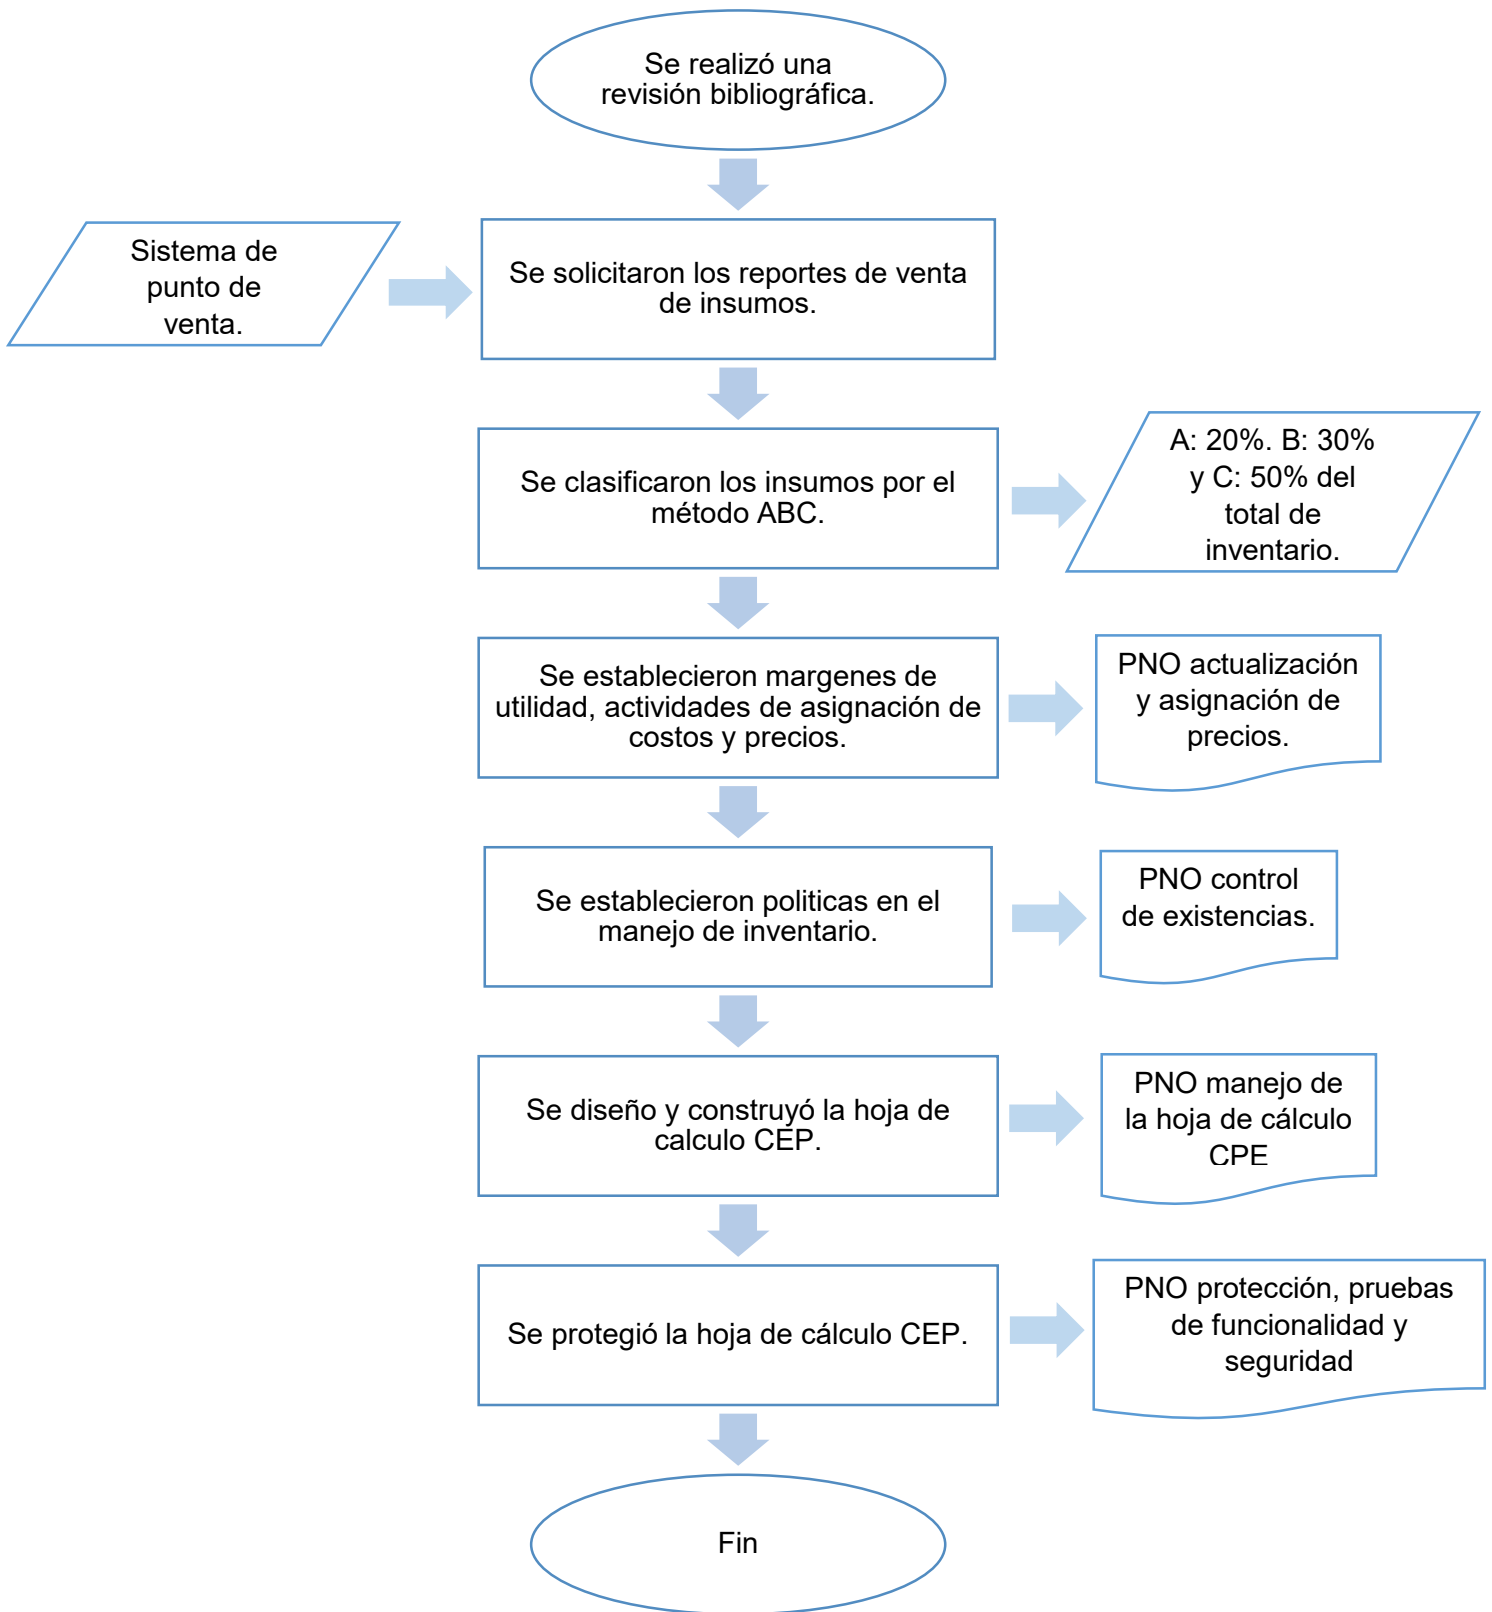 Se realizó una
revisión bibliográfica.
Sistema de
punto de
venta.
Se solicitaron los reportes de venta
de insumos.
Se clasificaron los insumos por el
método ABC.
A: 20%. B: 30%
y C: 50% del
total de
inventario.
Se establecieron margenes de
utilidad, actividades de asignación de
costos y precios.
PNO actualización
y asignación de
precios.
Se establecieron politicas en el
manejo de inventario.
PNO control
de existencias.
Se diseño y construyó la hoja de
calculo CEP.
PNO manejo de
la hoja de cálculo
CPE
Se protegió la hoja de cálculo CEP.
PNO protección, pruebas
de funcionalidad y
seguridad
Fin